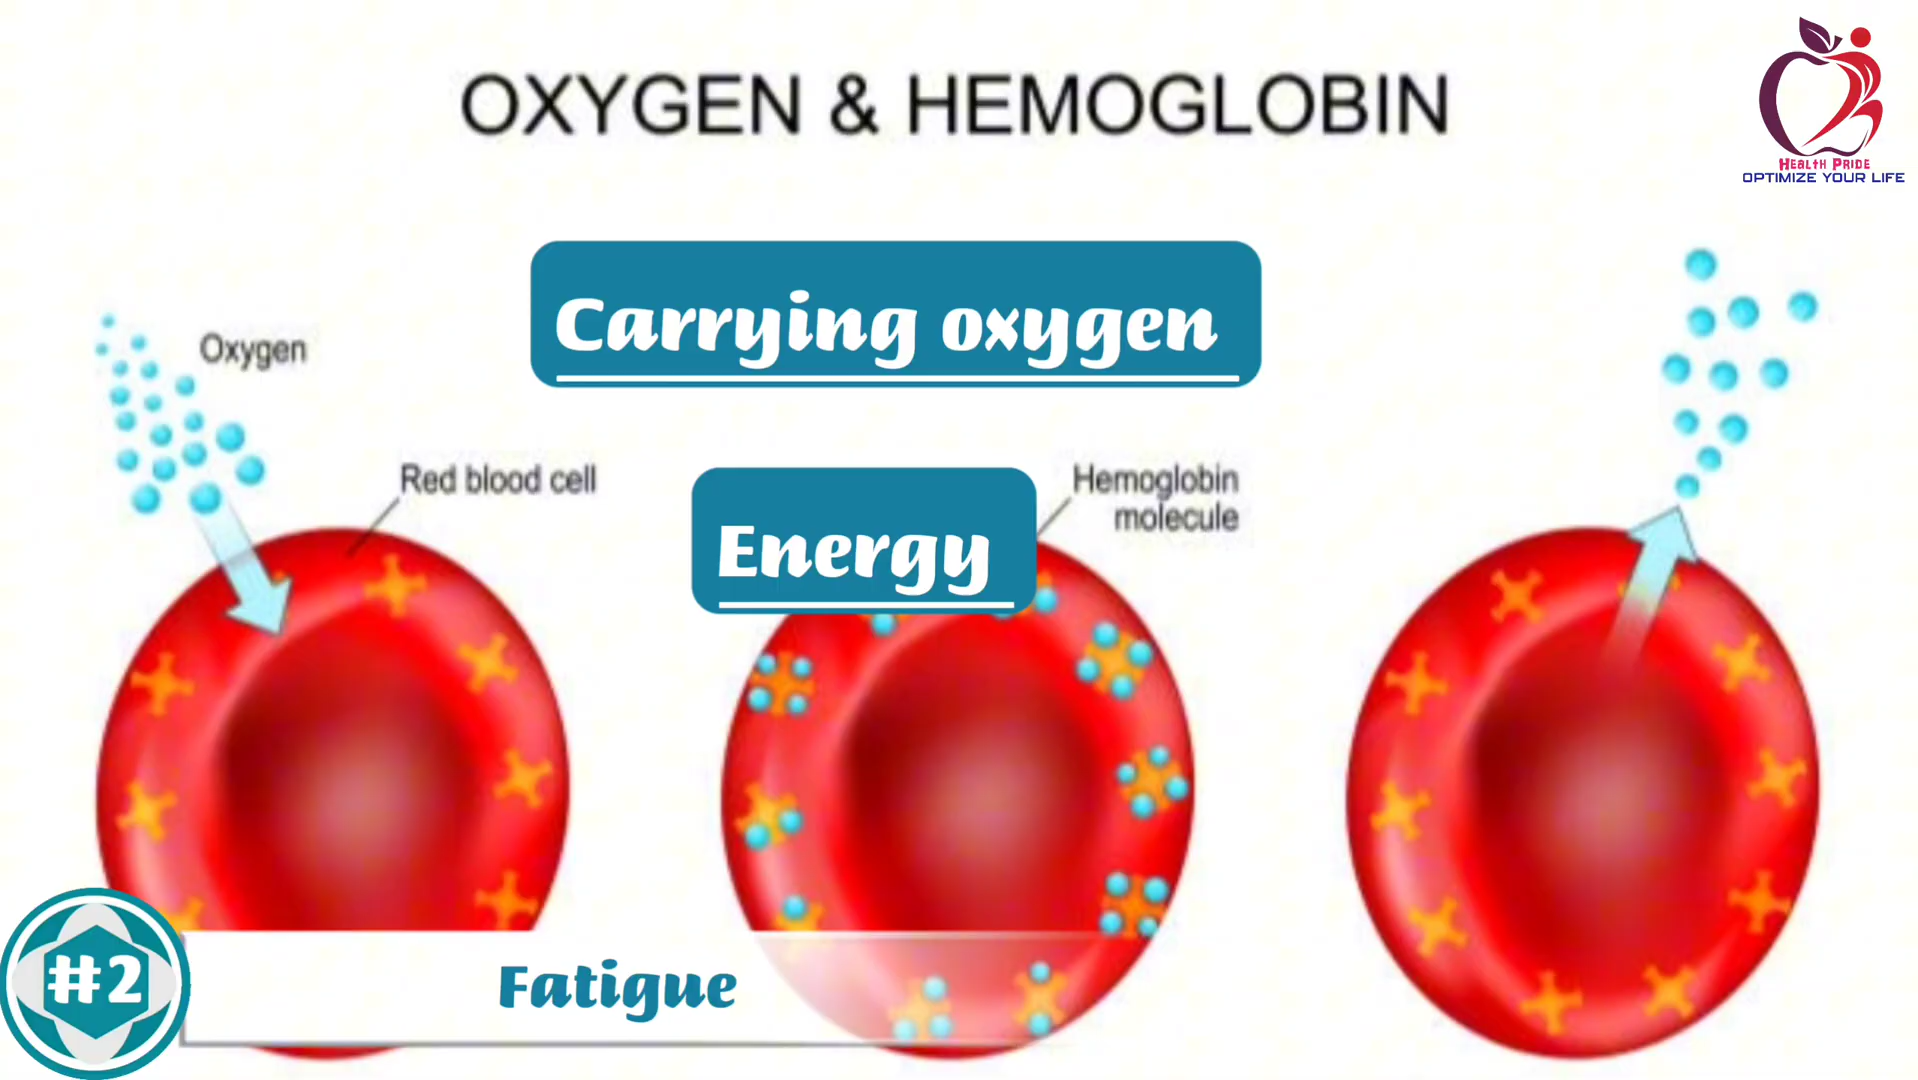 OXYGEN & HEMOGLOBIN
Health Pride
OPTIMIZE YOUR LIFE
Carrying oxygen
Oxygen
Red blood cell
Energy
Hemoglobin
molecule
#2
Fatigue